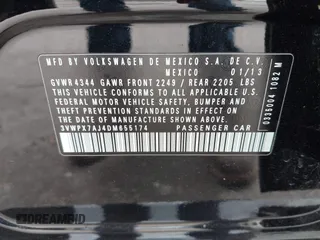 MFD BY VOLKSWAGEN DE MEXICO S.A. DE C.V.
MEXICO 01/13
GVWR 4344 GAWR FRONT 2249 / REAR 2205 LBS
THIS VEHICLE CONFORMS TO ALL APPLICABLE
FEDERAL MOTOR VEHICLE SAFETY, BUMPER AND
THEFT PREVENTION STANDARDS IN EFFECT ON
THE DATE OF MANUFACTURE SHOWN ABOVE.
3VWPX7AJ4DM655174 PASSENGER CAR
0335004 1082 M
DREAMBID